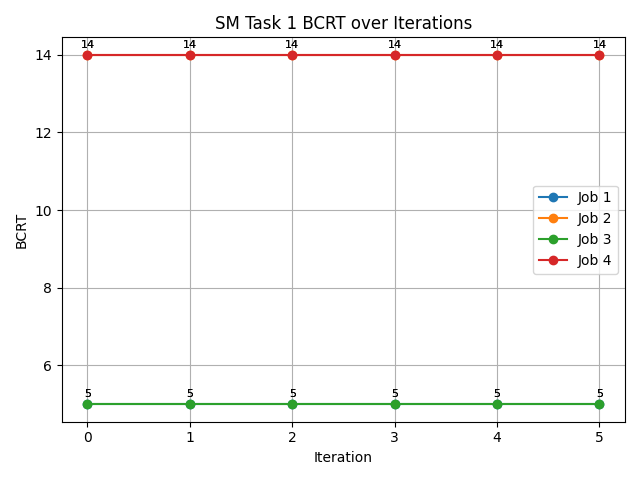 SM Task 1 BCRT over Iterations
14 14 14 14 14 14
14
12
10
8
6
BCRT
Job 1
Job 2
Job 3
Job 4
5 5 5 5 5 5
0 1 2 3 4 5
Iteration